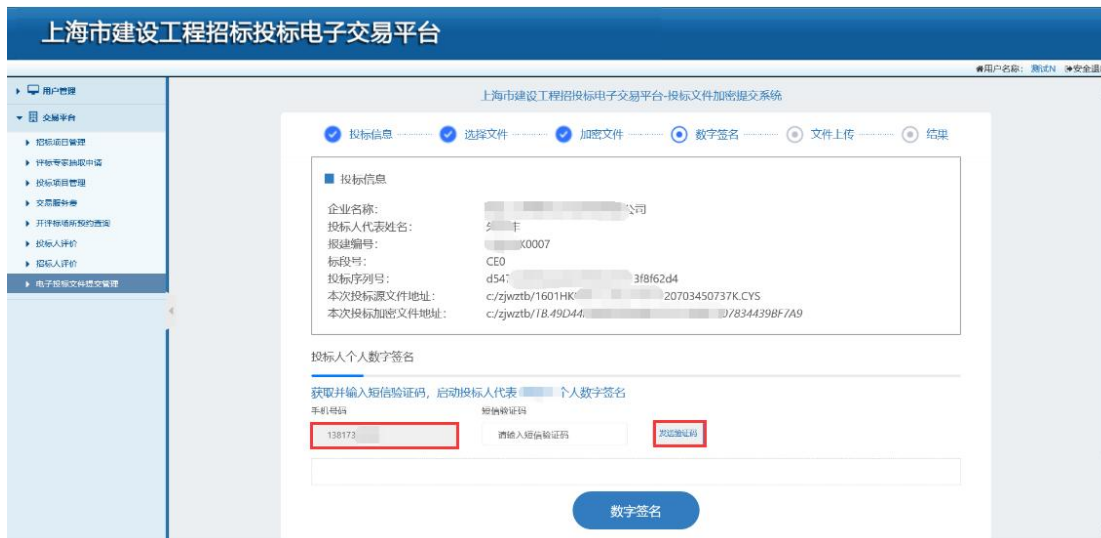 上海市建设工程招标投标电子交易平台
用户名称： 测试N 安全退
用户管理
交易平台
招标项目管理
评标专家抽取申请
投标项目管理
交易服务费
开评标场所预约查询
投标人评价
招标人评价
电子投标文件提交管理
上海市建设工程招投标电子交易平台-投标文件加密提交系统
投标信息 选择文件 加密文件 数字签名 文件上传 结果
投标信息
企业名称： 公司
投标人代表姓名：
报建编号： K0007
标段号： CE0
投标序列号： d547 3f8f62d4
本次投标源文件地址： c:/zjwztb/1601HK 20703450737K.CYS
本次投标加密文件地址： c:/zjwztb/TB.49D44 07834439BF7A9
投标人个人数字签名
获取并输入短信验证码，启动投标人代表 个人数字签名
手机号码 短信验证码
138173 请输入短信验证码 发送验证码
数字签名